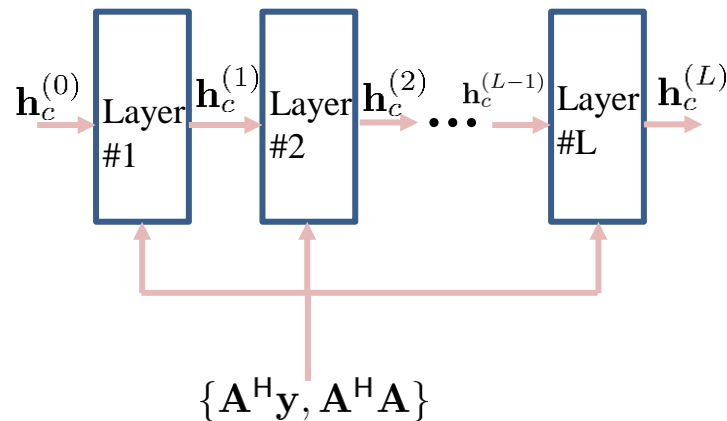 h_c^{(0)}
Layer
#1
h_c^{(1)}
Layer
#2
h_c^{(2)}
•••
h_c^{(L−1)}
Layer
#L
h_c^{(L)}
{A^H y, A^H A}